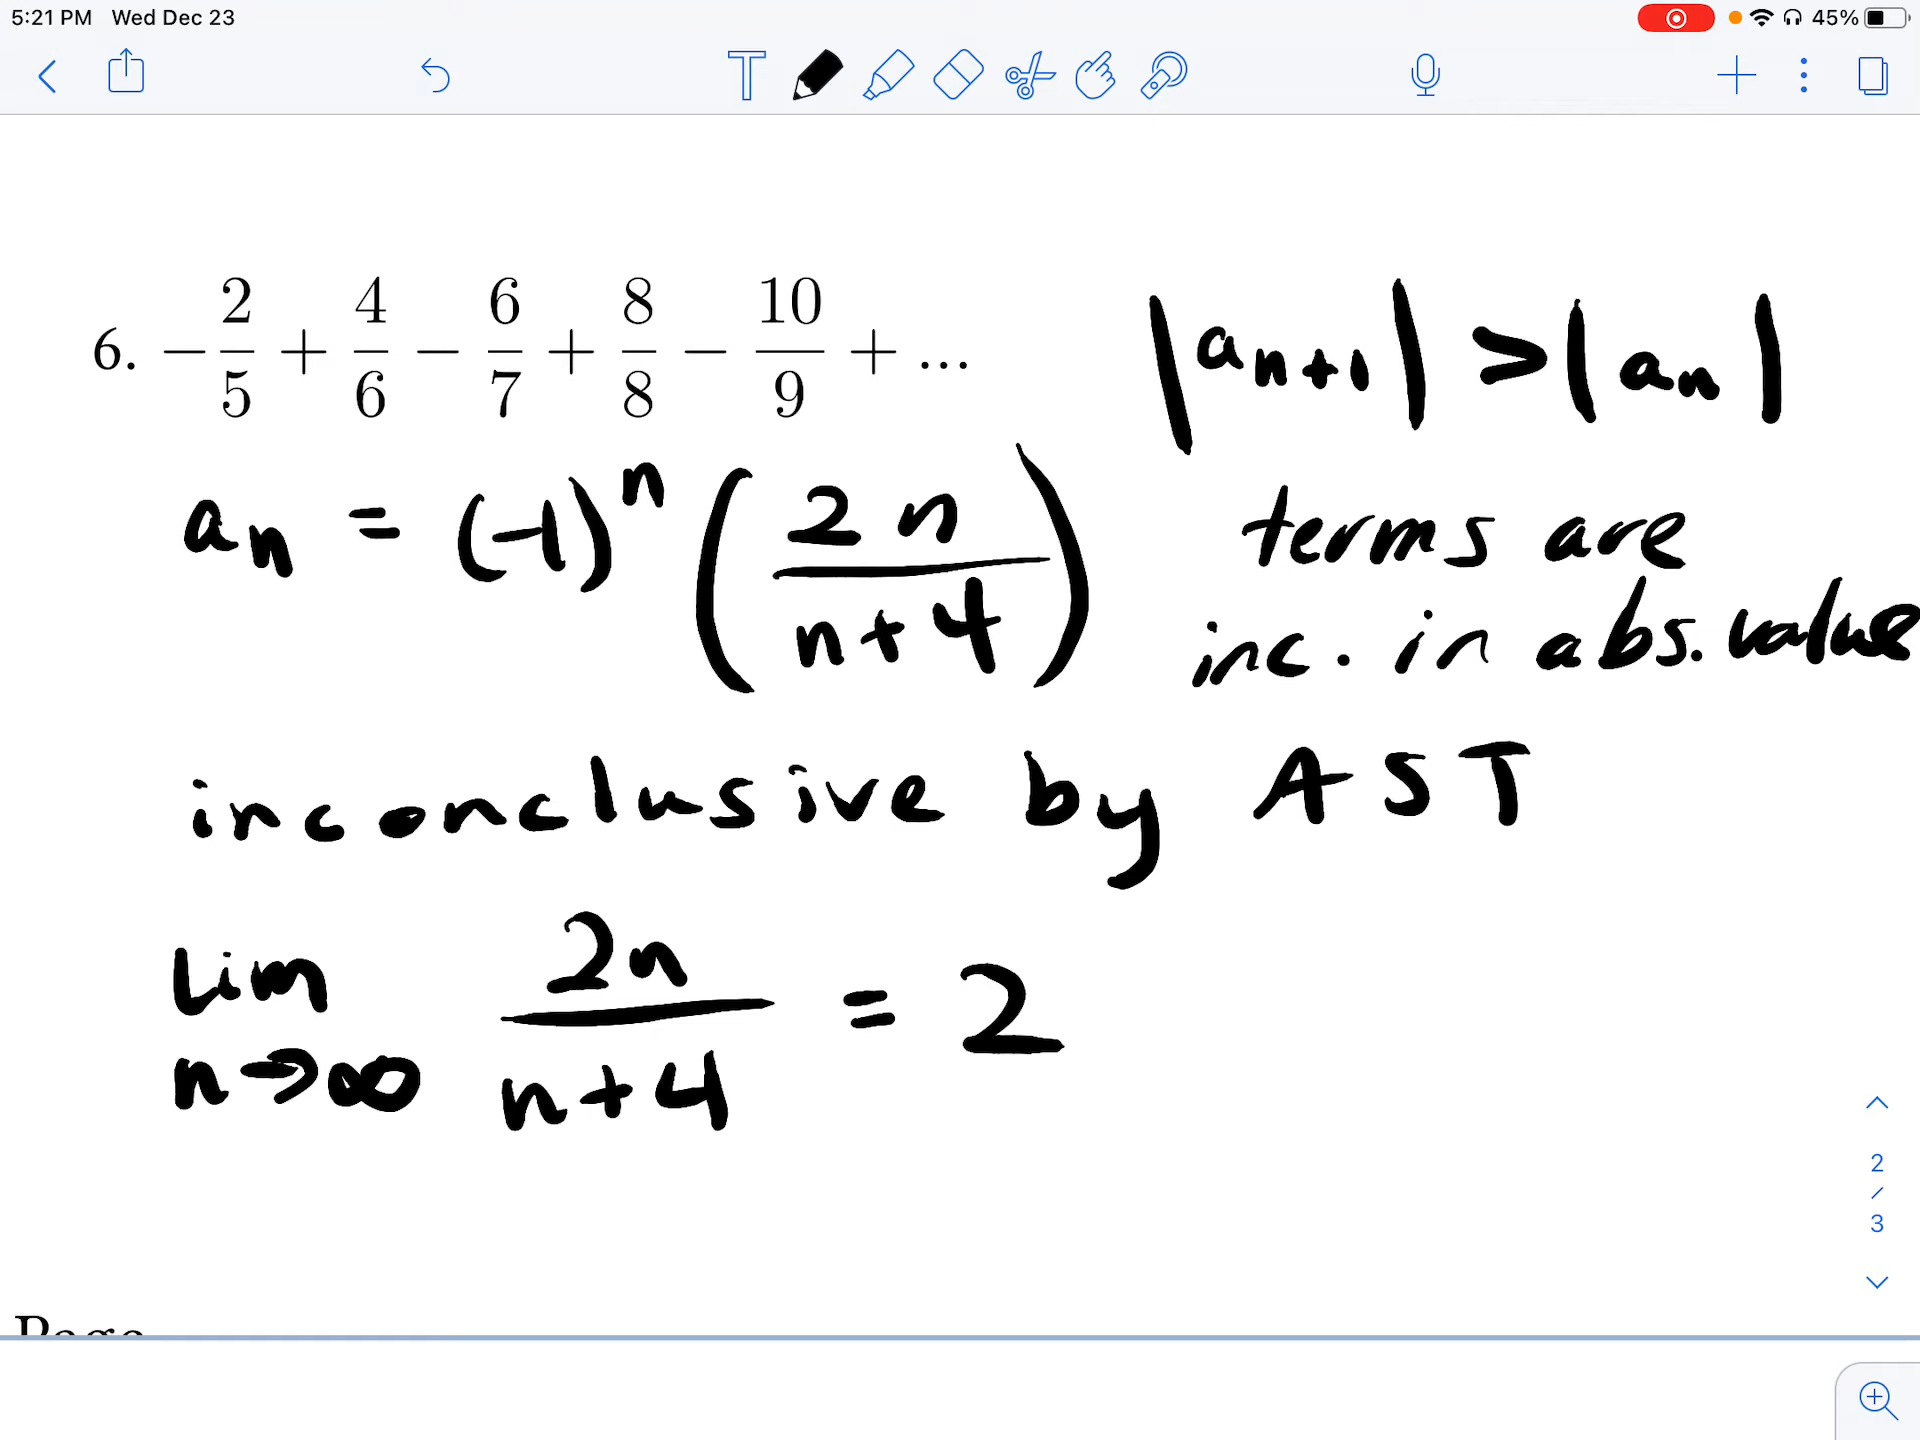 5:21 PM Wed Dec 23
45%
T
6. − 2/5 + 4/6 − 6/7 + 8/8 − 10/9 + ...
|an+1| > |an|
an = (-1)^n (2n/n+4)
terms are
inc. in abs. value
inconclusive by AST
Lim n→∞ 2n/n+4 = 2
2
/
3
Page